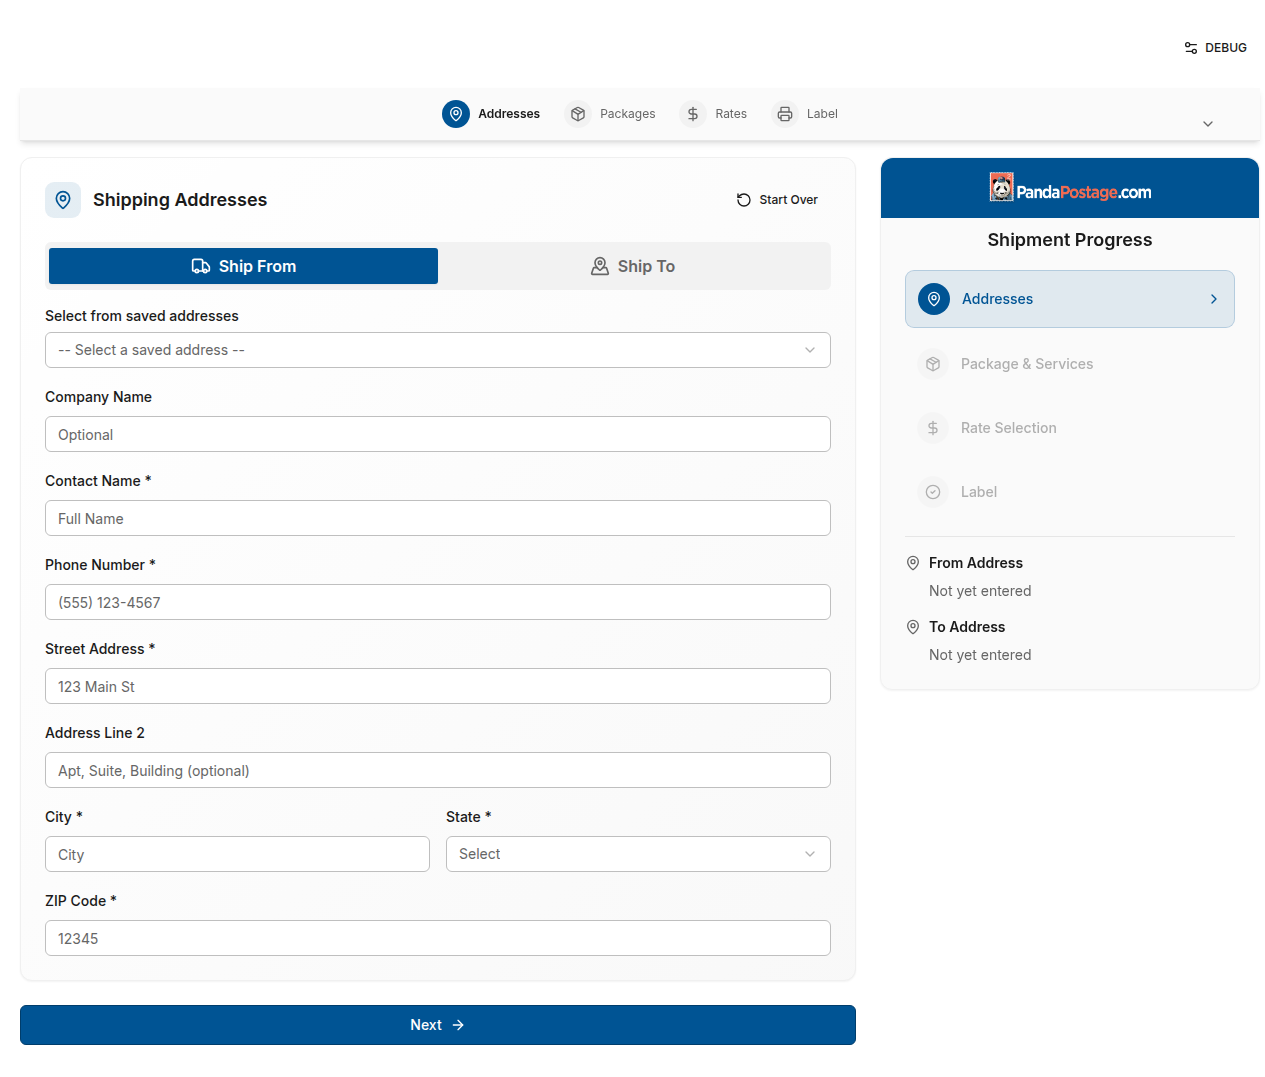 DEBUG
Addresses
Packages
Rates
Label
Shipping Addresses
Start Over
Ship From
Ship To
Select from saved addresses
-- Select a saved address --
Company Name
Optional
Contact Name *
Full Name
Phone Number *
(555) 123-4567
Street Address *
123 Main St
Address Line 2
Apt, Suite, Building (optional)
City *
State *
City
Select
ZIP Code *
12345
Next
PandaPostage.com
Shipment Progress
Addresses
Package & Services
Rate Selection
Label
From Address
Not yet entered
To Address
Not yet entered